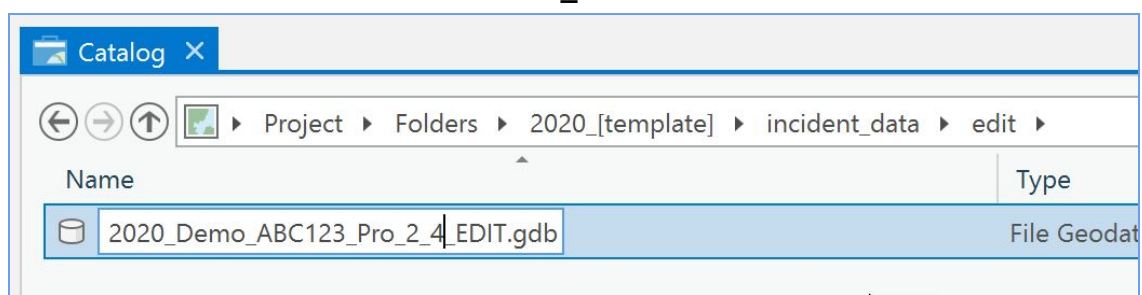 Catalog
Project Folders 2020_[template] incident_data edit
Name Type
2020_Demo_ABC123_Pro_2_4_EDIT.gdb File Geodat